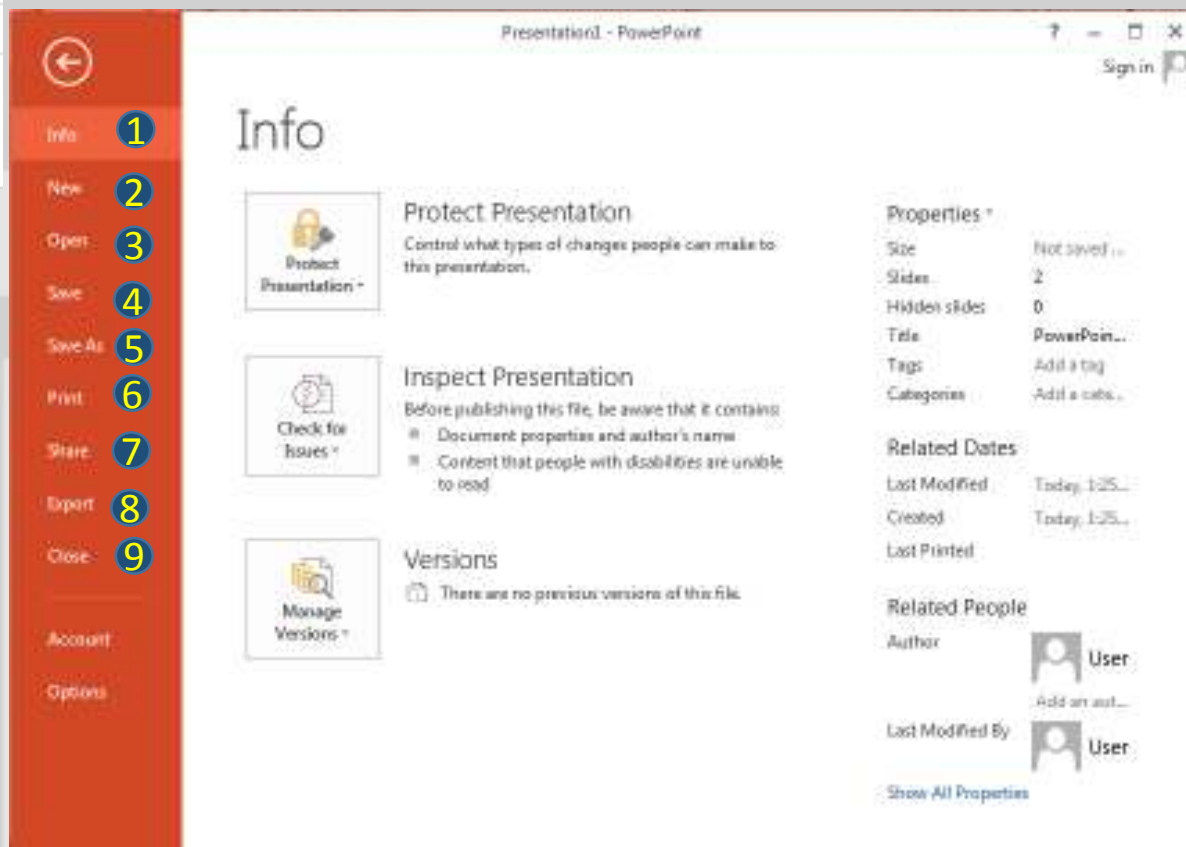 Presentation1 - PowerPoint
?
Sign in
Info 1
New 2
Open 3
Save 4
Save As 5
Print 6
Share 7
Export 8
Close 9
Account
Options
Info
Protect
Presentation
Protect Presentation
Control what types of changes people can make to
this presentation.
Check for
Issues
Inspect Presentation
Before publishing this file, be aware that it contains:
Document properties and author's name
Content that people with disabilities are unable
to read
Manage
Versions
Versions
There are no previous versions of this file.
Properties
Size Not saved ...
Slides 2
Hidden slides 0
Title PowerPoin...
Tags Add a tag
Categories Add a cate...
Related Dates
Last Modified Today, 1:25...
Created Today, 1:25...
Last Printed
Related People
Author User
Add an aut...
Last Modified By User
Show All Properties